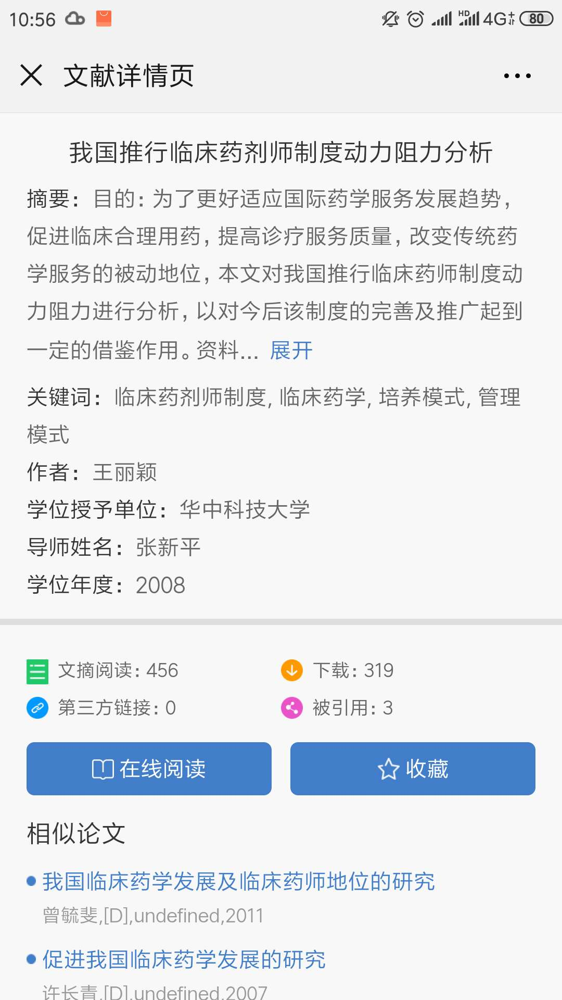 10:56
HD
4G
80
文献详情页
我国推行临床药剂师制度动力阻力分析
摘要：目的：为了更好适应国际药学服务发展趋势，
促进临床合理用药，提高诊疗服务质量，改变传统药
学服务的被动地位，本文对我国推行临床药师制度动
力阻力进行分析，以对今后该制度的完善及推广起到
一定的借鉴作用。资料... 展开
关键词：临床药剂师制度, 临床药学, 培养模式, 管理
模式
作者：王丽颖
学位授予单位：华中科技大学
导师姓名：张新平
学位年度：2008
文摘阅读：456
下载：319
第三方链接：0
被引用：3
在线阅读
收藏
相似论文
我国临床药学发展及临床药师地位的研究
曾毓斐,[D],undefined,2011
促进我国临床药学发展的研究
许长青,[D],undefined,2007